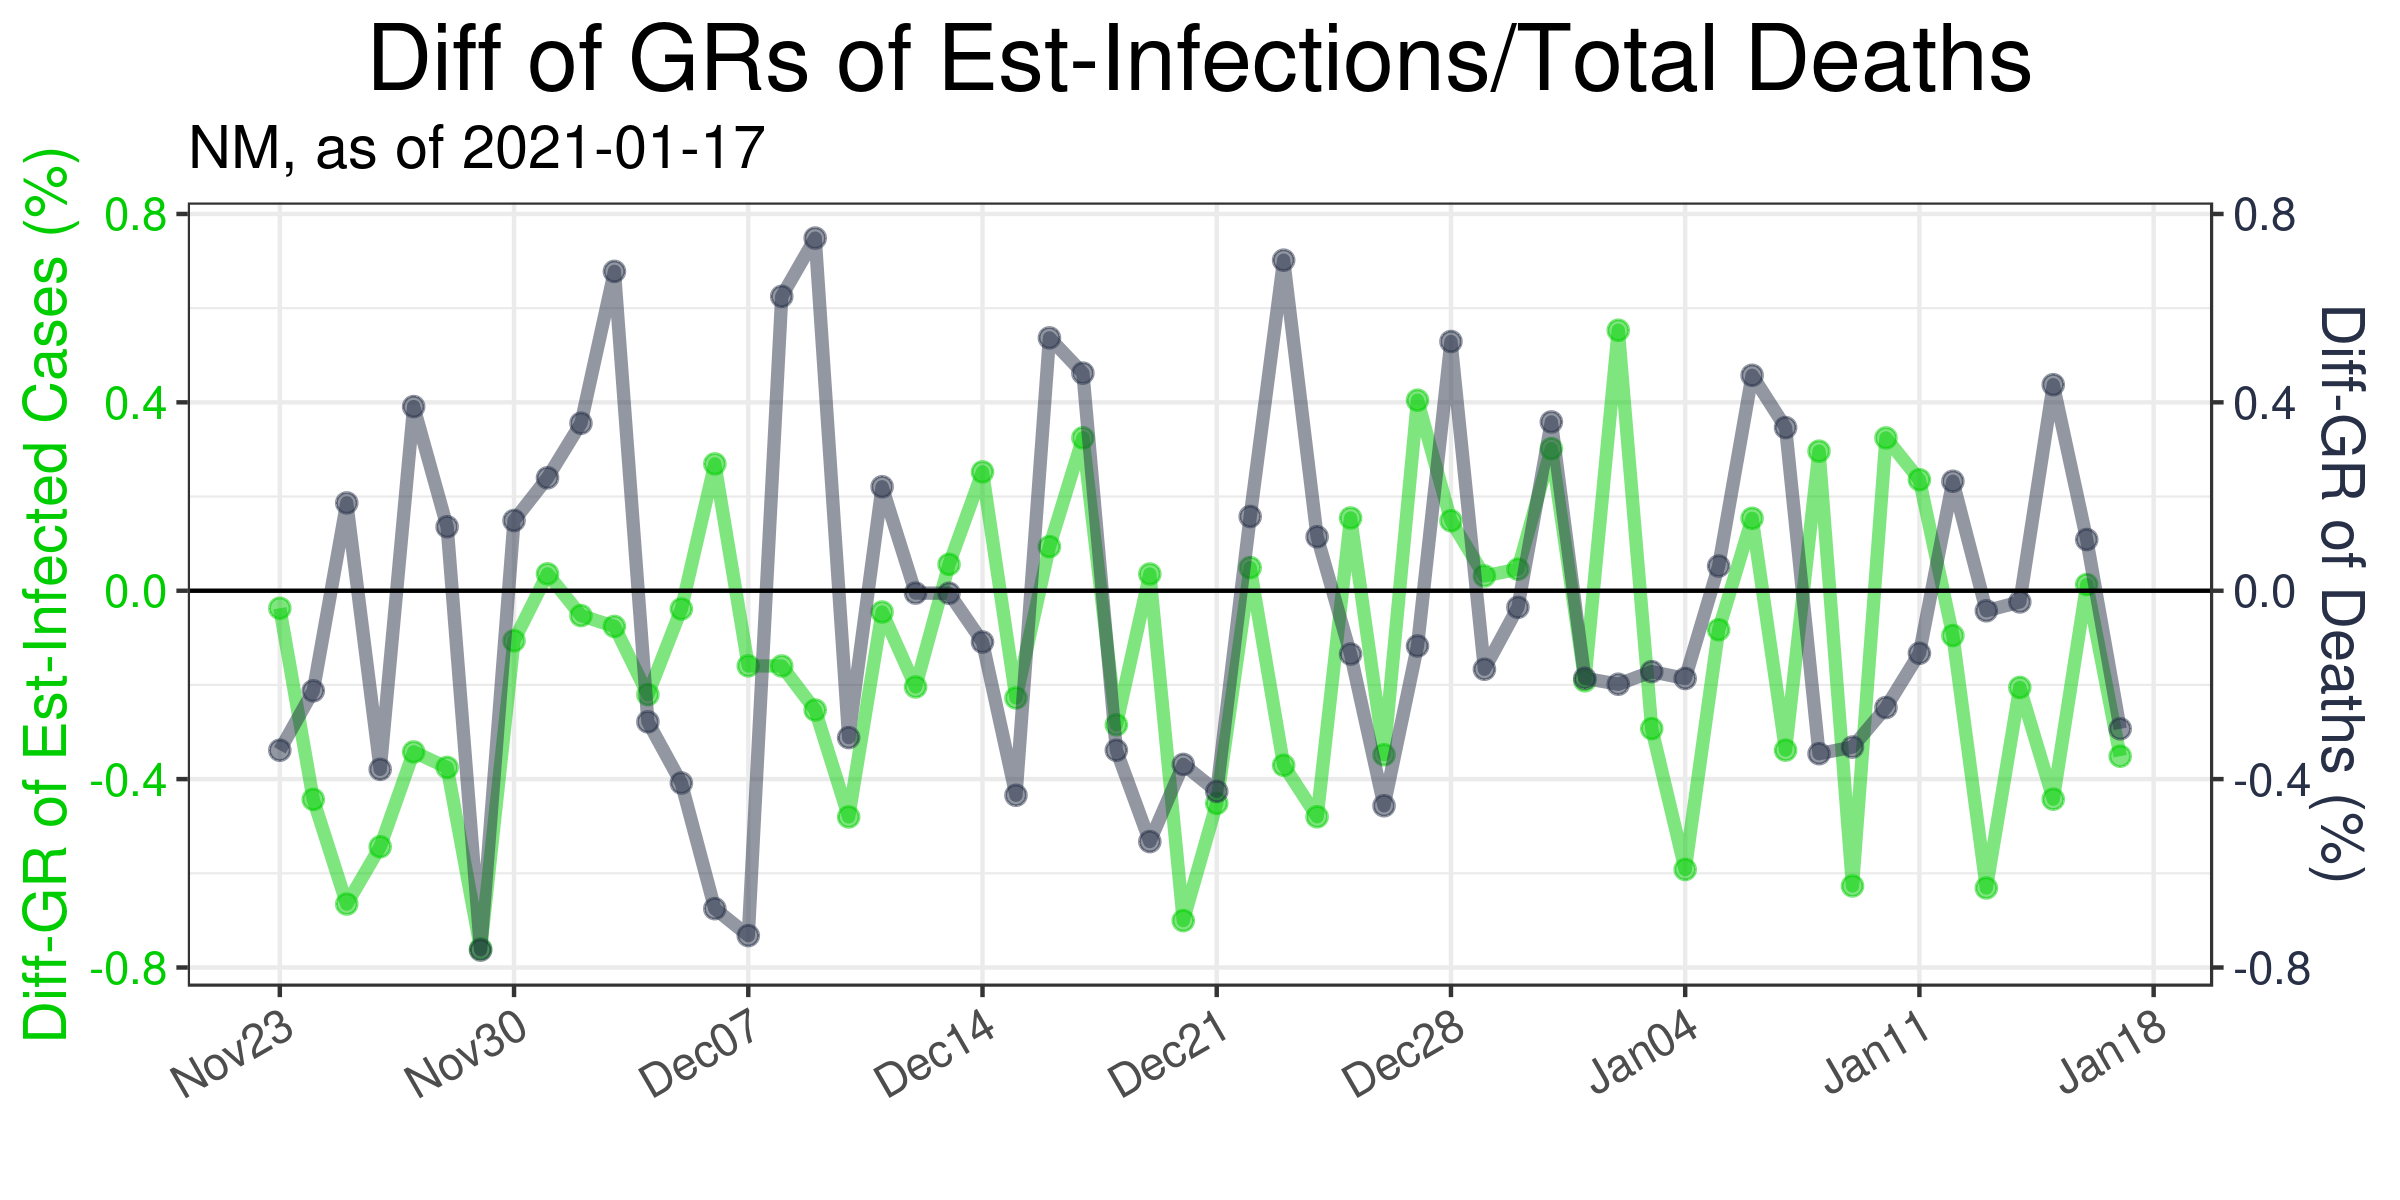 Diff of GRs of Est-Infections/Total Deaths
NM, as of 2021-01-17
Diff-GR of Est-Infected Cases (%)
0.8
0.4
0.0
-0.4
-0.8
0.8
0.4
0.0
-0.4
-0.8
Diff-GR of Deaths (%)
Nov23
Nov30
Dec07
Dec14
Dec21
Dec28
Jan04
Jan11
Jan18